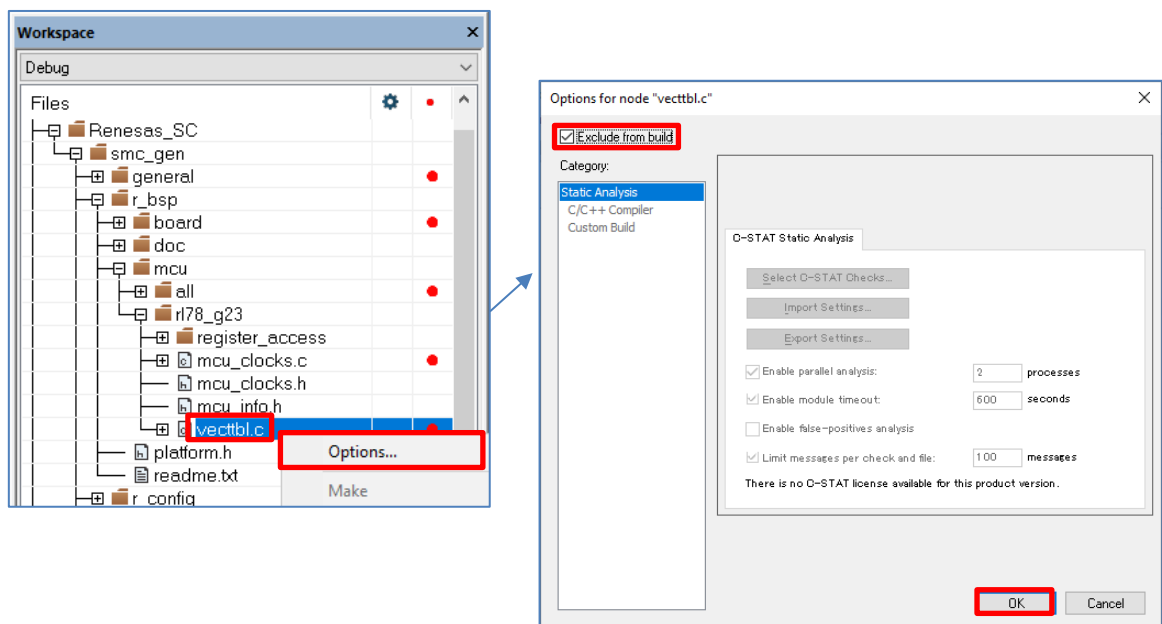 Workspace
Debug
Files
Renesas_SC
smc_gen
general
r_bsp
board
doc
mcu
all
rl78_g23
register_access
mcu_clocks.c
mcu_clocks.h
mcu_info.h
vecttbl.c
platform.h
readme.txt
r_config
Options...
Make
Options for node "vecttbl.c"
Exclude from build
Category:
Static Analysis
C/C++ Compiler
Custom Build
C-STAT Static Analysis
Select C-STAT Checks...
Import Settings...
Export Settings...
Enable parallel analysis: 2 processes
Enable module timeout: 600 seconds
Enable false-positives analysis
Limit messages per check and file: 100 messages
There is no C-STAT license available for this product version.
OK Cancel